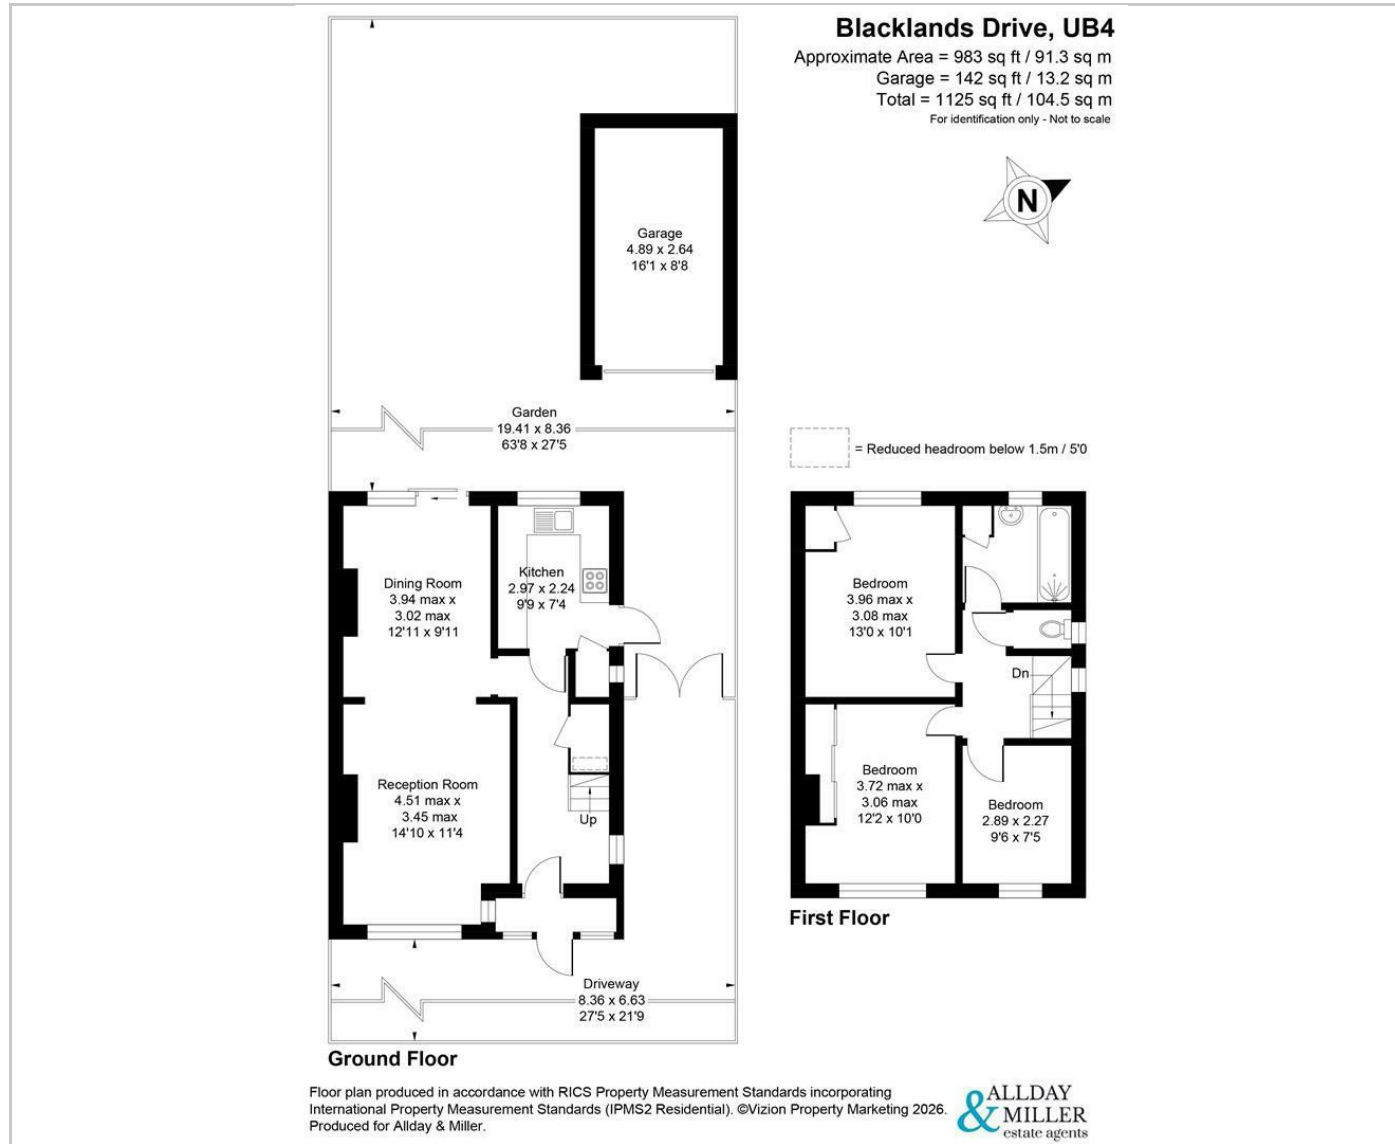 Blacklands Drive, UB4
Approximate Area = 983 sq ft / 91.3 sq m
Garage = 142 sq ft / 13.2 sq m
Total = 1125 sq ft / 104.5 sq m
For identification only - Not to scale
N
Garage
4.89 x 2.64
16'1 x 8'8
Garden
19.41 x 8.36
63'8 x 27'5
= Reduced headroom below 1.5m / 5'0
Dining Room
3.94 max x
3.02 max
12'11 x 9'11
Kitchen
2.97 x 2.24
9'9 x 7'4
Reception Room
4.51 max x
3.45 max
14'10 x 11'4
Up
Driveway
8.36 x 6.63
27'5 x 21'9
Ground Floor
Bedroom
3.96 max x
3.08 max
13'0 x 10'1
Dn
Bedroom
3.72 max x
3.06 max
12'2 x 10'0
Bedroom
2.89 x 2.27
9'6 x 7'5
First Floor
Floor plan produced in accordance with RICS Property Measurement Standards incorporating
International Property Measurement Standards (IPMS2 Residential). ©Vizion Property Marketing 2026.
Produced for Allday & Miller.
ALLDAY
& MILLER
estate agents